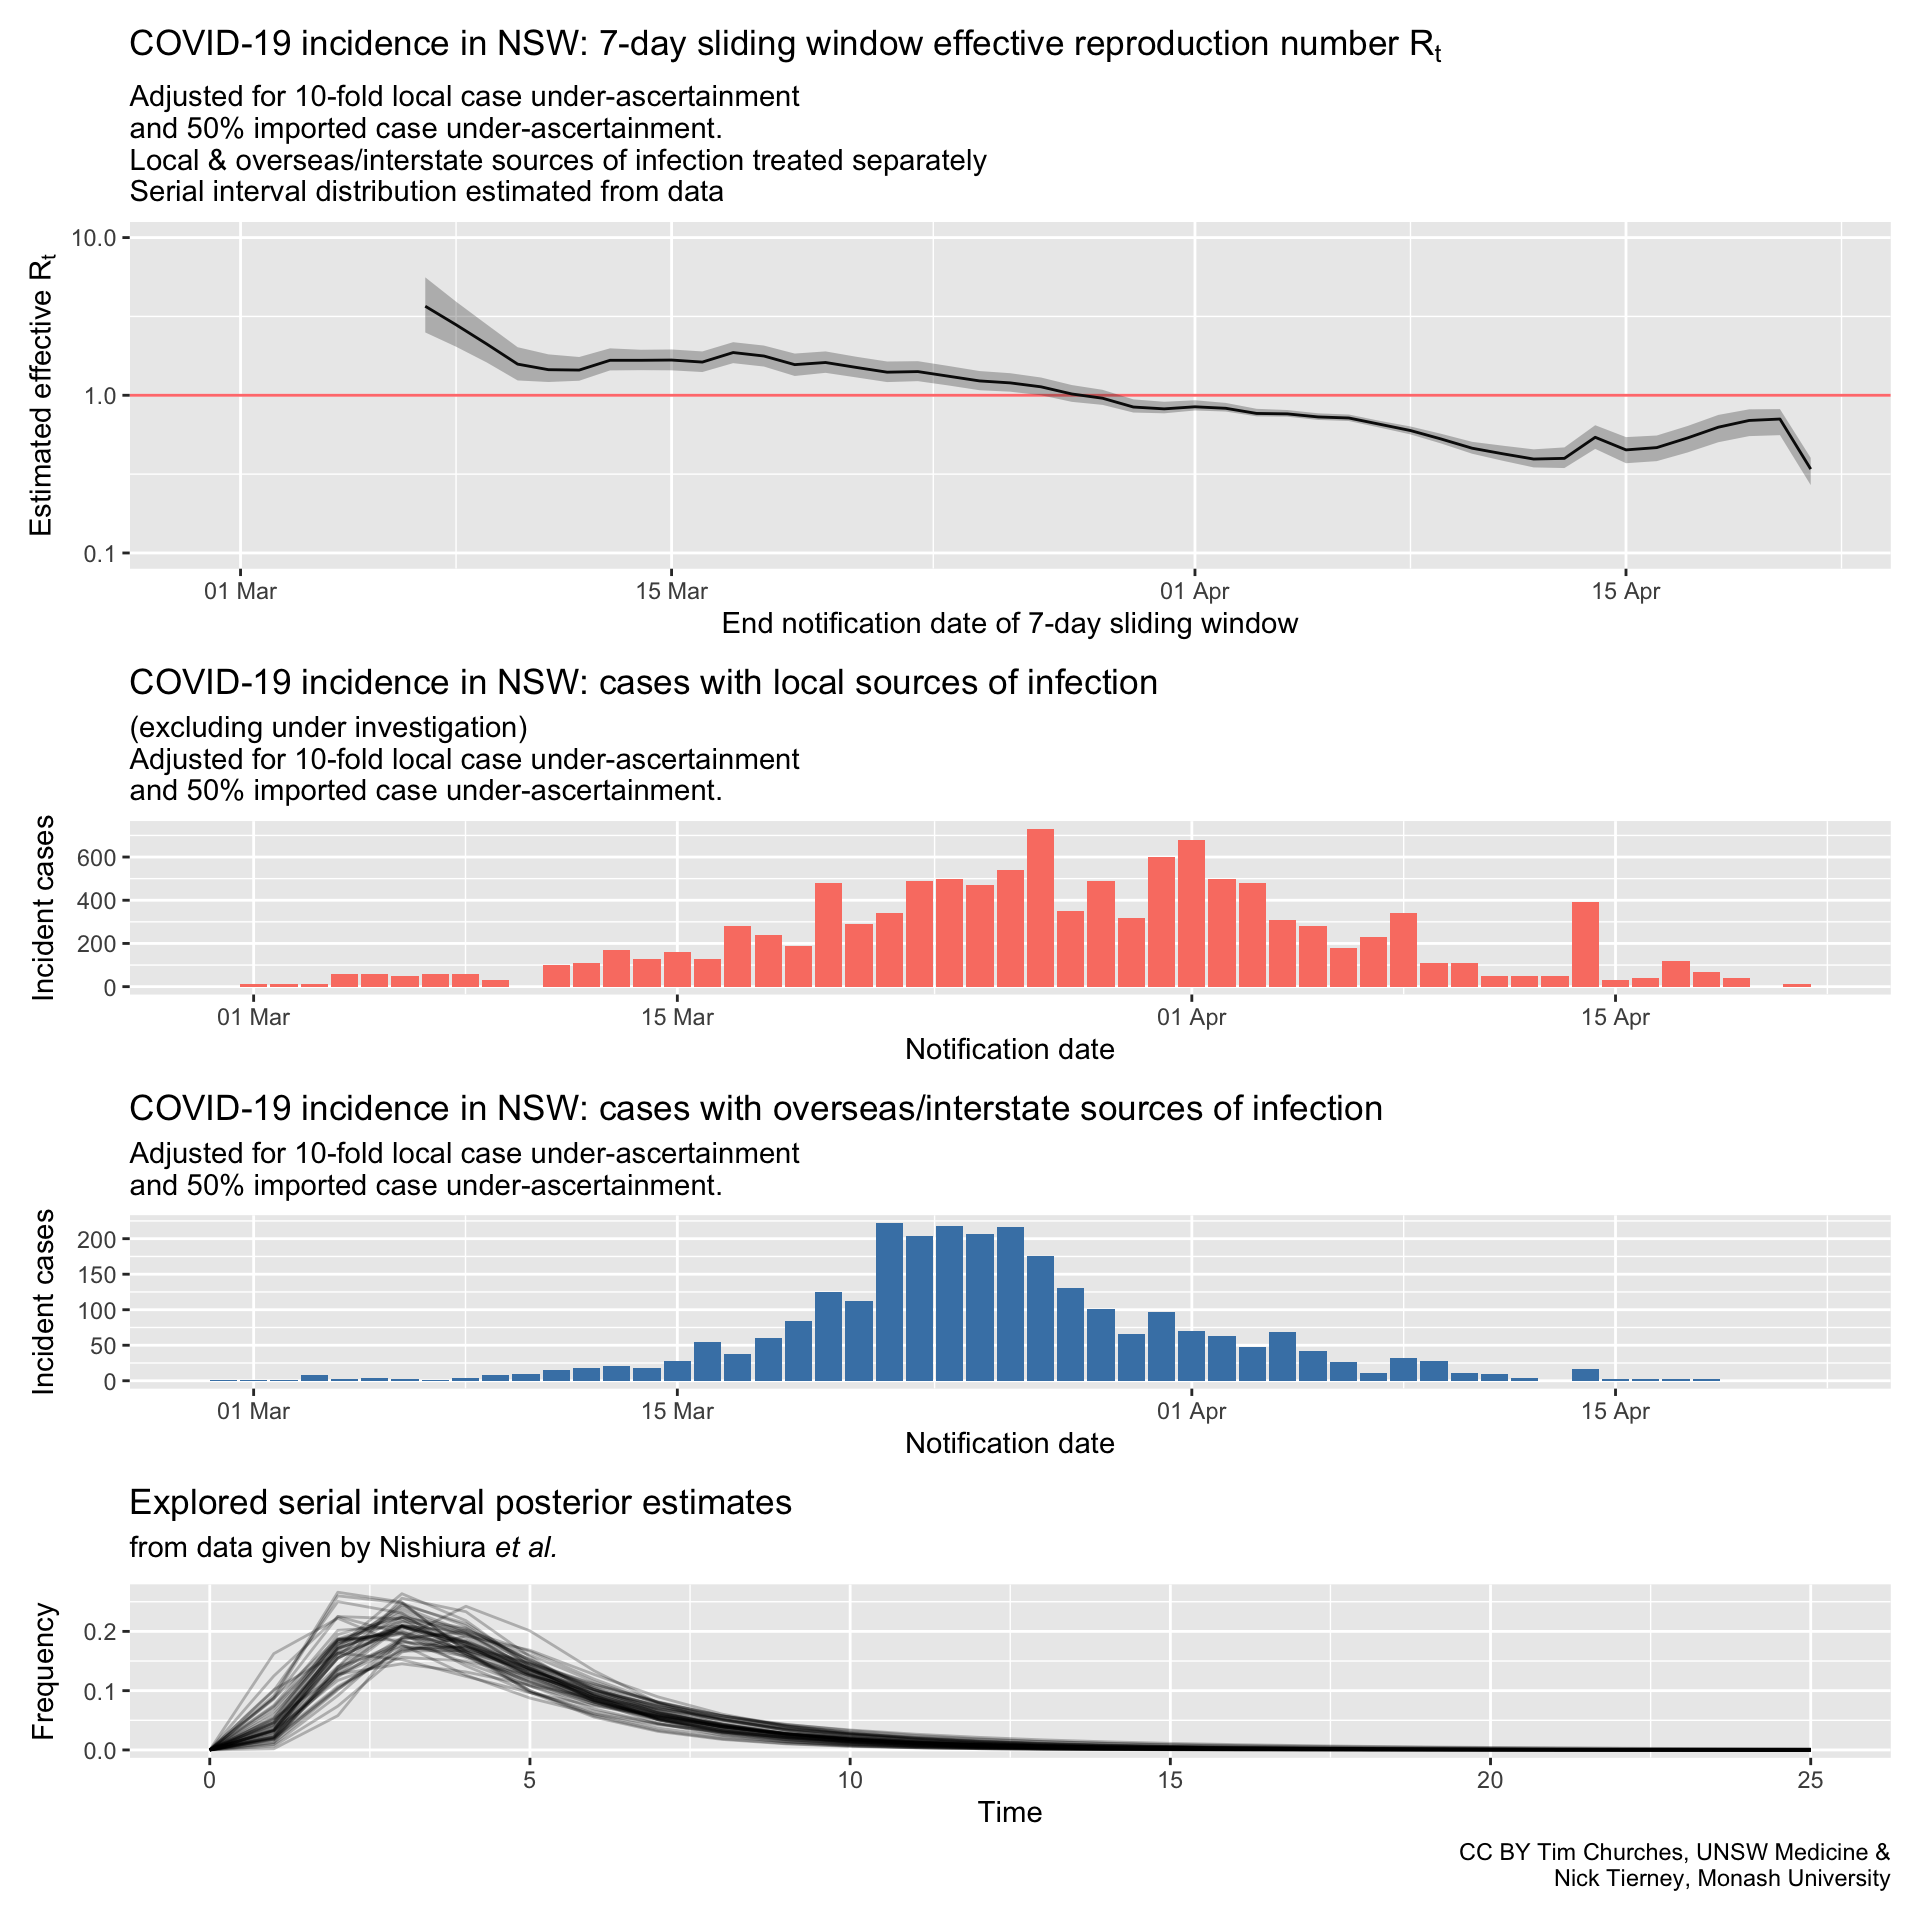 COVID-19 incidence in NSW: 7-day sliding window effective reproduction number Rt
Adjusted for 10-fold local case under-ascertainment
and 50% imported case under-ascertainment.
Local & overseas/interstate sources of infection treated separately
Serial interval distribution estimated from data
Estimated effective Rt
10.0
1.0
0.1
01 Mar 15 Mar 01 Apr 15 Apr
End notification date of 7-day sliding window
COVID-19 incidence in NSW: cases with local sources of infection
(excluding under investigation)
Adjusted for 10-fold local case under-ascertainment
and 50% imported case under-ascertainment.
Incident cases
600
400
200
0
01 Mar 15 Mar 01 Apr 15 Apr
Notification date
COVID-19 incidence in NSW: cases with overseas/interstate sources of infection
Adjusted for 10-fold local case under-ascertainment
and 50% imported case under-ascertainment.
Incident cases
200
150
100
50
0
01 Mar 15 Mar 01 Apr 15 Apr
Notification date
Explored serial interval posterior estimates
from data given by Nishiura et al.
Frequency
0.2
0.1
0.0
0 5 10 15 20 25
Time
CC BY Tim Churches, UNSW Medicine &
Nick Tierney, Monash University